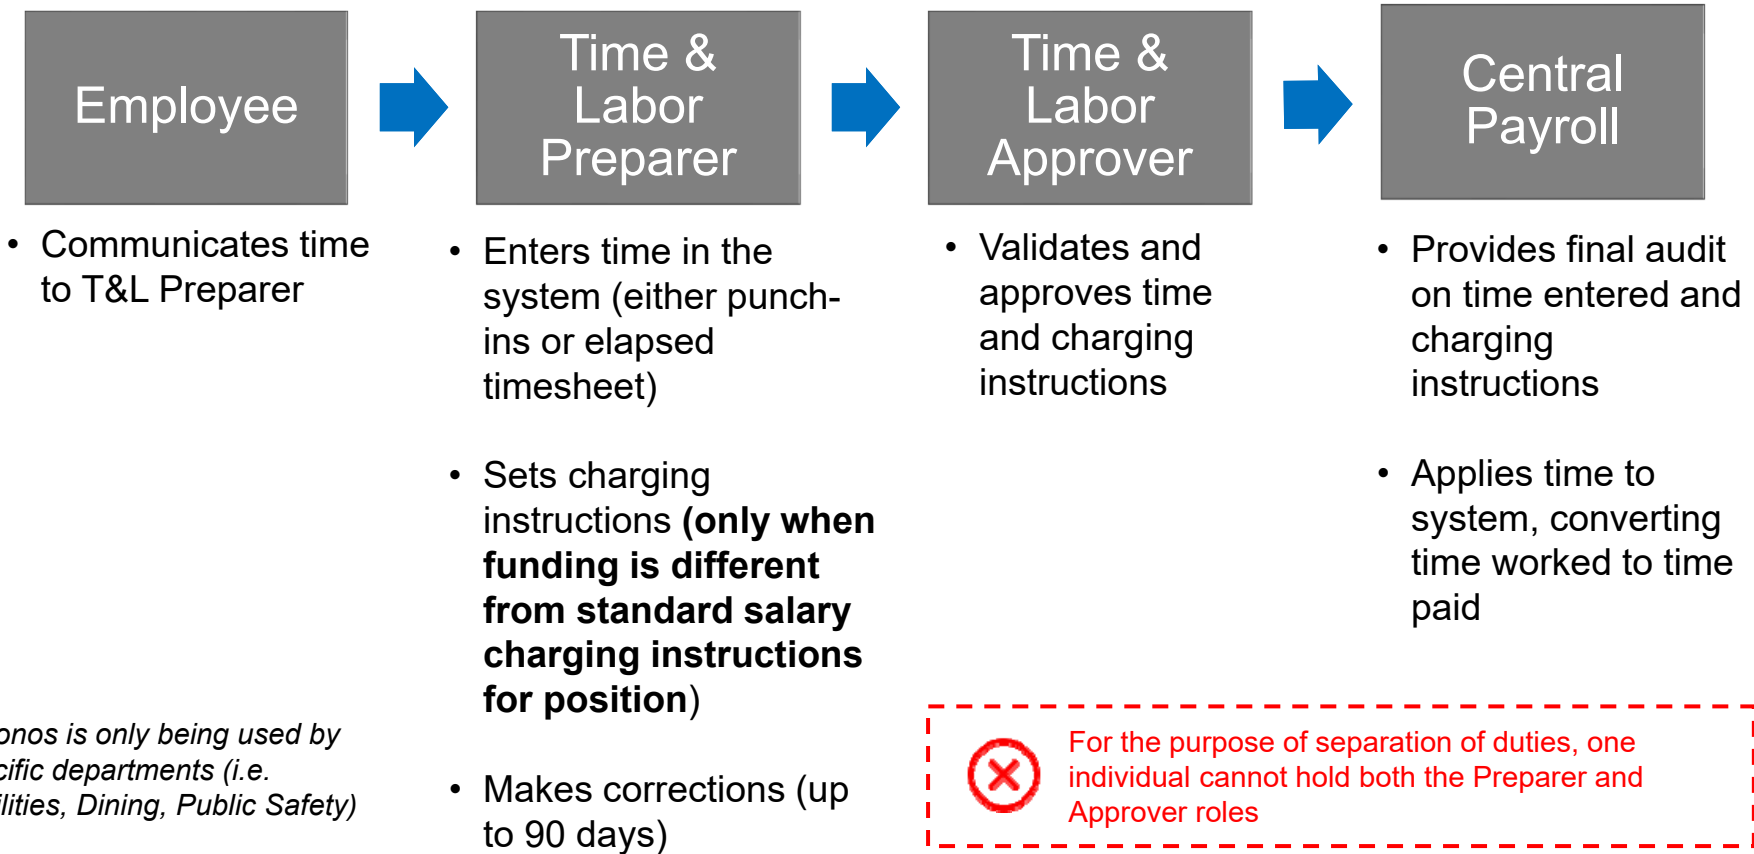 Employee
Time &
Labor
Preparer
Time &
Labor
Approver
Central
Payroll
• Communicates time
to T&L Preparer
• Enters time in the
system (either punch-
ins or elapsed
timesheet)
• Sets charging
instructions (only when
funding is different
from standard salary
charging instructions
for position)
• Makes corrections (up
to 90 days)
• Validates and
approves time
and charging
instructions
• Provides final audit
on time entered and
charging
instructions
• Applies time to
system, converting
time worked to time
paid
onos is only being used by
cific departments (i.e.
ilities, Dining, Public Safety)
For the purpose of separation of duties, one
individual cannot hold both the Preparer and
Approver roles